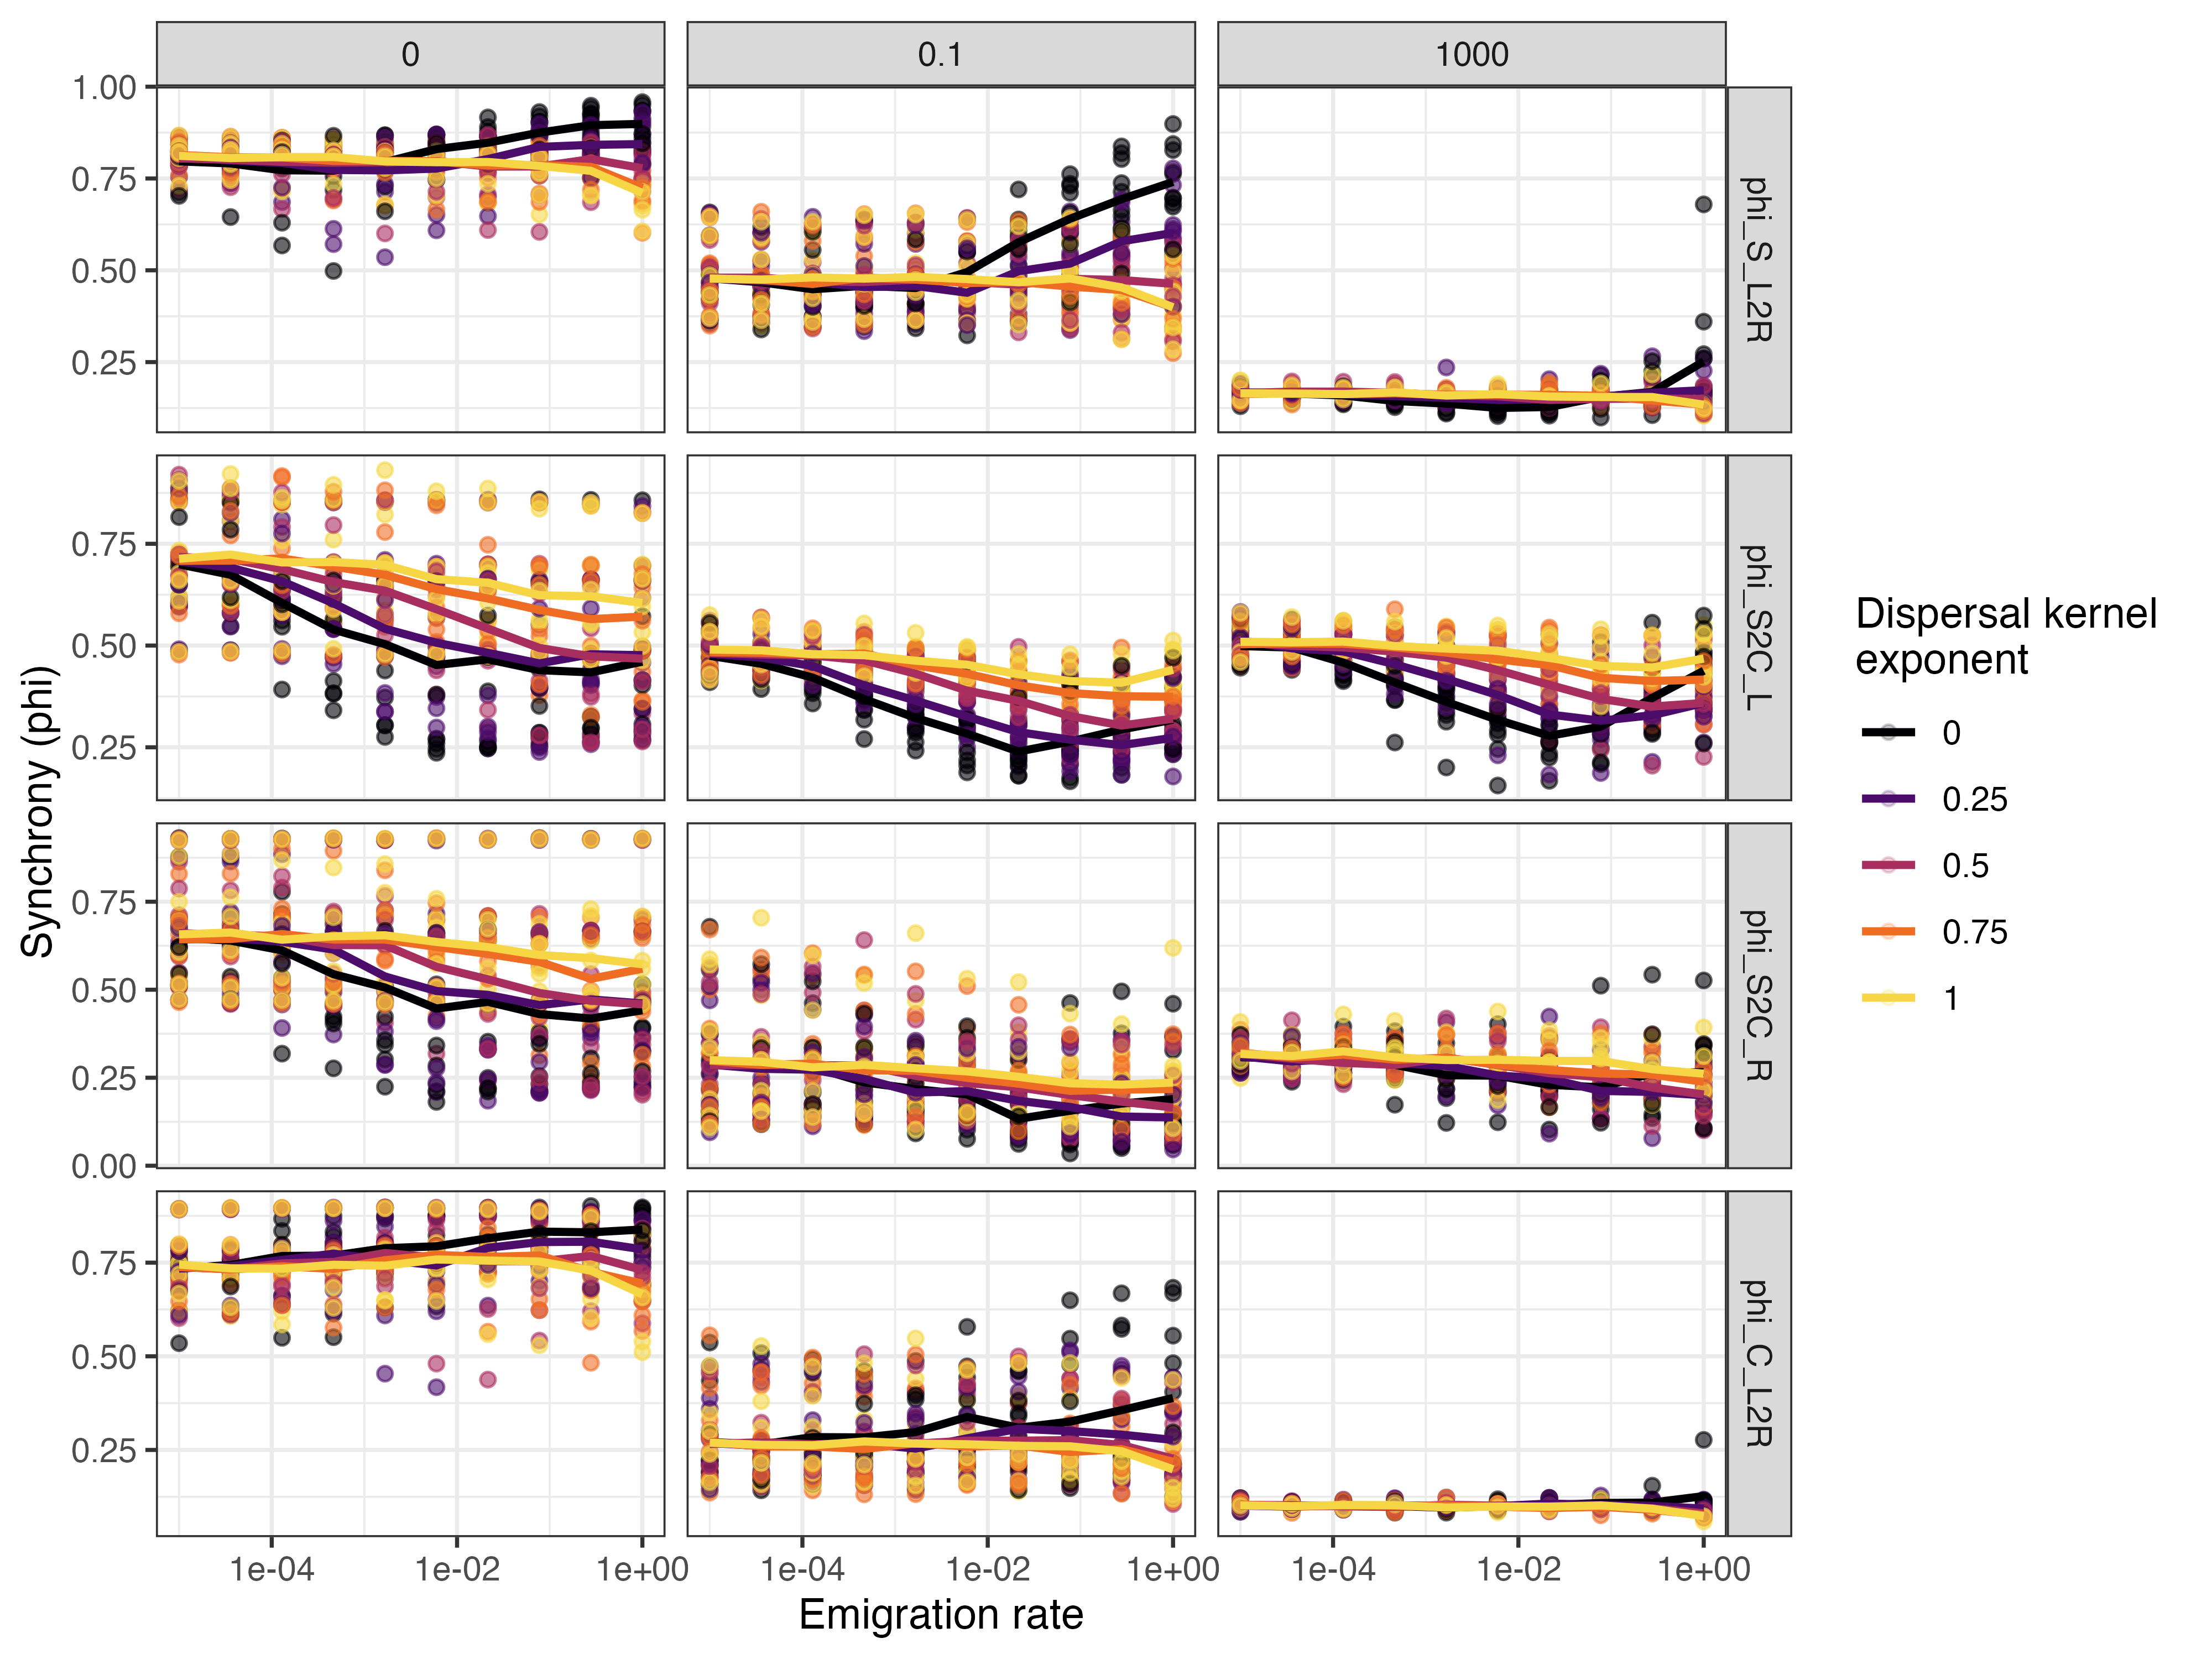 0
0.1
1000
1.00
0.75
0.50
0.25
phi_S_L2R
0.75
0.50
0.25
phi_S2C_L
0.75
0.50
0.25
0.00
phi_S2C_R
0.75
0.50
0.25
phi_C_L2R
1e-04
1e-02
1e+00
1e-04
1e-02
1e+00
1e-04
1e-02
1e+00
Emigration rate
Synchrony (phi)
Dispersal kernel
exponent
0
0.25
0.5
0.75
1